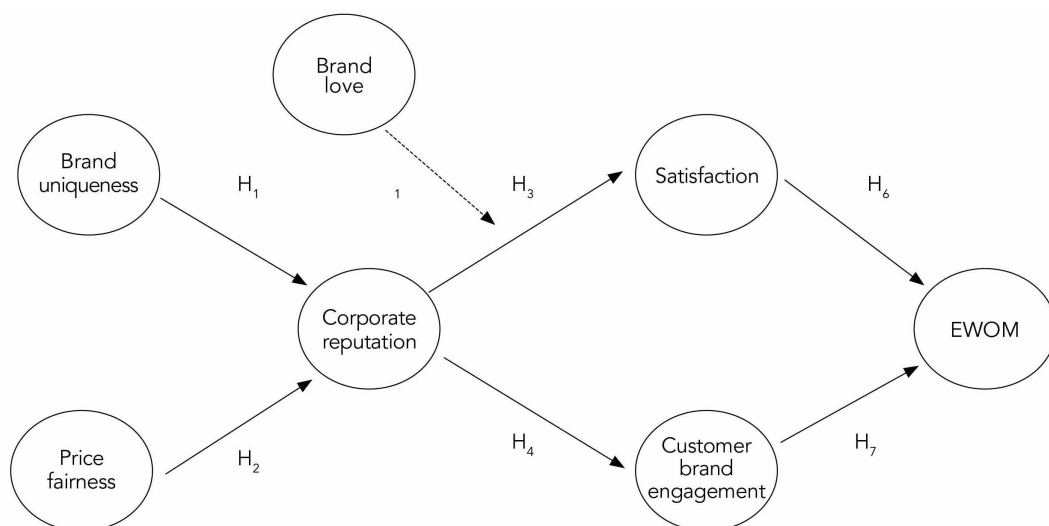 Brand
love
Brand
uniqueness
H₁
1
H₃
Satisfaction
H₆
Corporate
reputation
EWOM
Price
fairness
H₂
H₄
Customer
brand
engagement
H₇